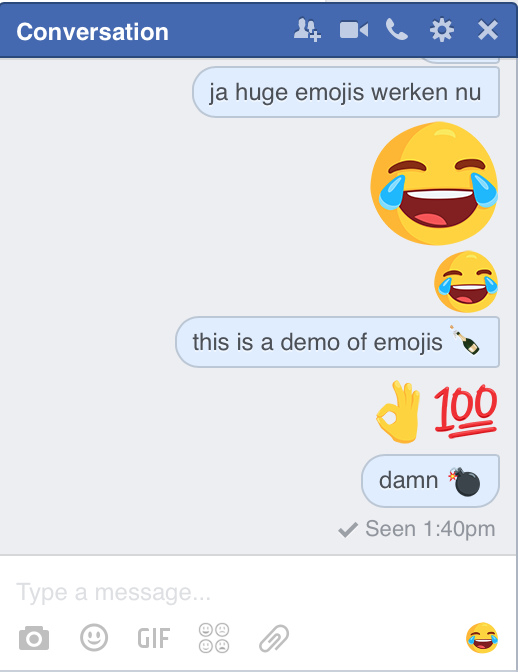 Conversation
ja huge emojis werken nu
this is a demo of emojis 🍾
👌💯
damn 💣
Seen 1:40pm
Type a message...
GIF